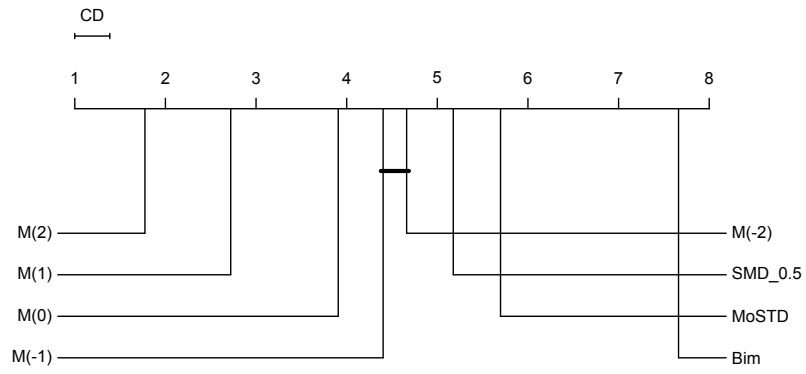 CD
1 2 3 4 5 6 7 8
M(2) M(-2)
M(1) SMD_0.5
M(0) MoSTD
M(-1) Bim